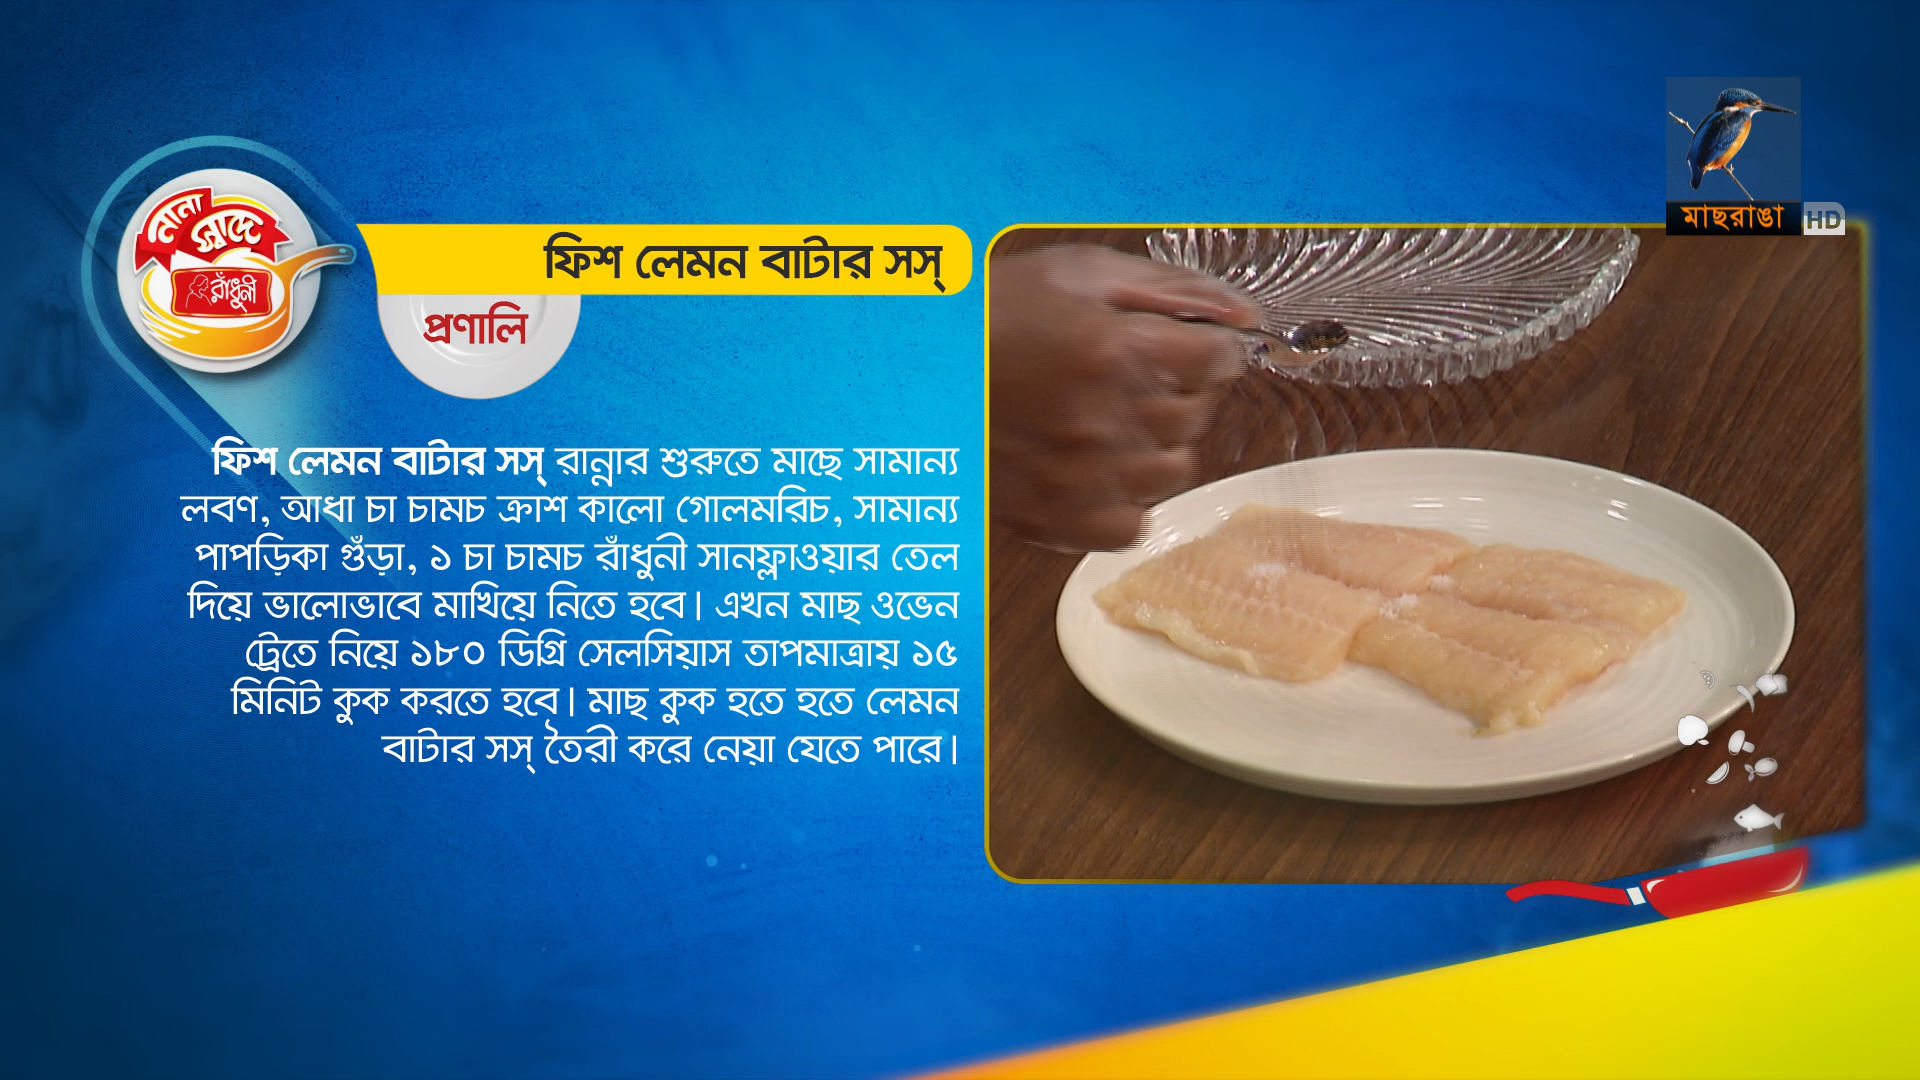 নানা
স্বাদে
রাঁধুনী
মাছরাঙা HD
ফিশ লেমন বাটার সস্
প্রণালি
ফিশ লেমন বাটার সস্ রান্নার শুরুতে মাছে সামান্য
লবণ, আধা চা চামচ ক্রাশ কালো গোলমরিচ, সামান্য
পাপড়িকা গুঁড়া, ১ চা চামচ রাঁধুনী সানফ্লাওয়ার তেল
দিয়ে ভালোভাবে মাখিয়ে নিতে হবে। এখন মাছ ওভেন
ট্রেতে নিয়ে ১৮০ ডিগ্রি সেলসিয়াস তাপমাত্রায় ১৫
মিনিট কুক করতে হবে। মাছ কুক হতে হতে লেমন
বাটার সস্ তৈরী করে নেয়া যেতে পারে।